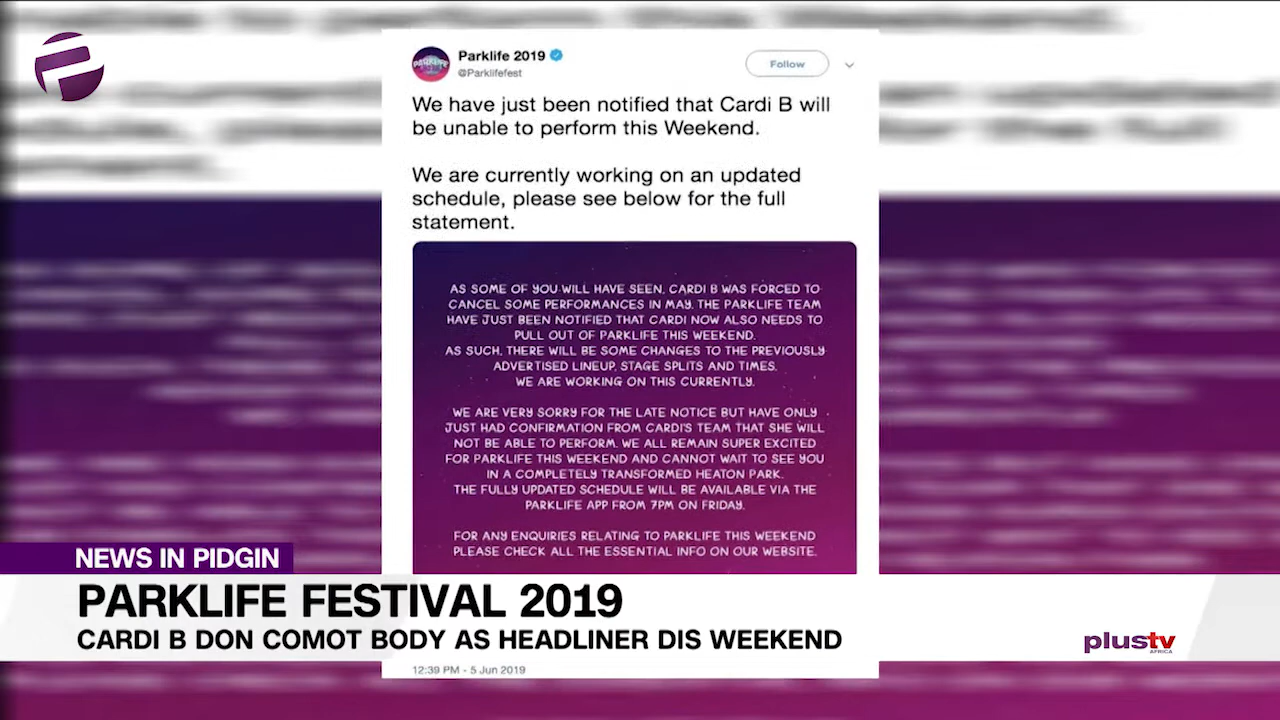 Parklife 2019
@Parklifefest
Follow
We have just been notified that Cardi B will
be unable to perform this Weekend.
We are currently working on an updated
schedule, please see below for the full
statement.
AS SOME OF YOU WILL HAVE SEEN, CARDI B WAS FORCED TO
CANCEL SOME PERFORMANCES IN MAY. THE PARKLIFE TEAM
HAVE JUST BEEN NOTIFIED THAT CARDI NOW ALSO NEEDS TO
PULL OUT OF PARKLIFE THIS WEEKEND.
AS SUCH, THERE WILL BE SOME CHANGES TO THE PREVIOUSLY
ADVERTISED LINEUP, STAGE SPLITS AND TIMES.
WE ARE WORKING ON THIS CURRENTLY.
WE ARE VERY SORRY FOR THE LATE NOTICE BUT HAVE ONLY
JUST HAD CONFIRMATION FROM CARDI'S TEAM THAT SHE WILL
NOT BE ABLE TO PERFORM. WE ALL REMAIN SUPER EXCITED
FOR PARKLIFE THIS WEEKEND AND CANNOT WAIT TO SEE YOU
IN A COMPLETELY TRANSFORMED HEATON PARK.
THE FULLY UPDATED SCHEDULE WILL BE AVAILABLE VIA THE
PARKLIFE APP FROM 7PM ON FRIDAY.
FOR ANY ENQUIRIES RELATING TO PARKLIFE THIS WEEKEND
PLEASE CHECK ALL THE ESSENTIAL INFO ON OUR WEBSITE.
NEWS IN PIDGIN
PARKLIFE FESTIVAL 2019
CARDI B DON COMOT BODY AS HEADLINER DIS WEEKEND
plustv
AFRICA
12:39 PM - 5 Jun 2019